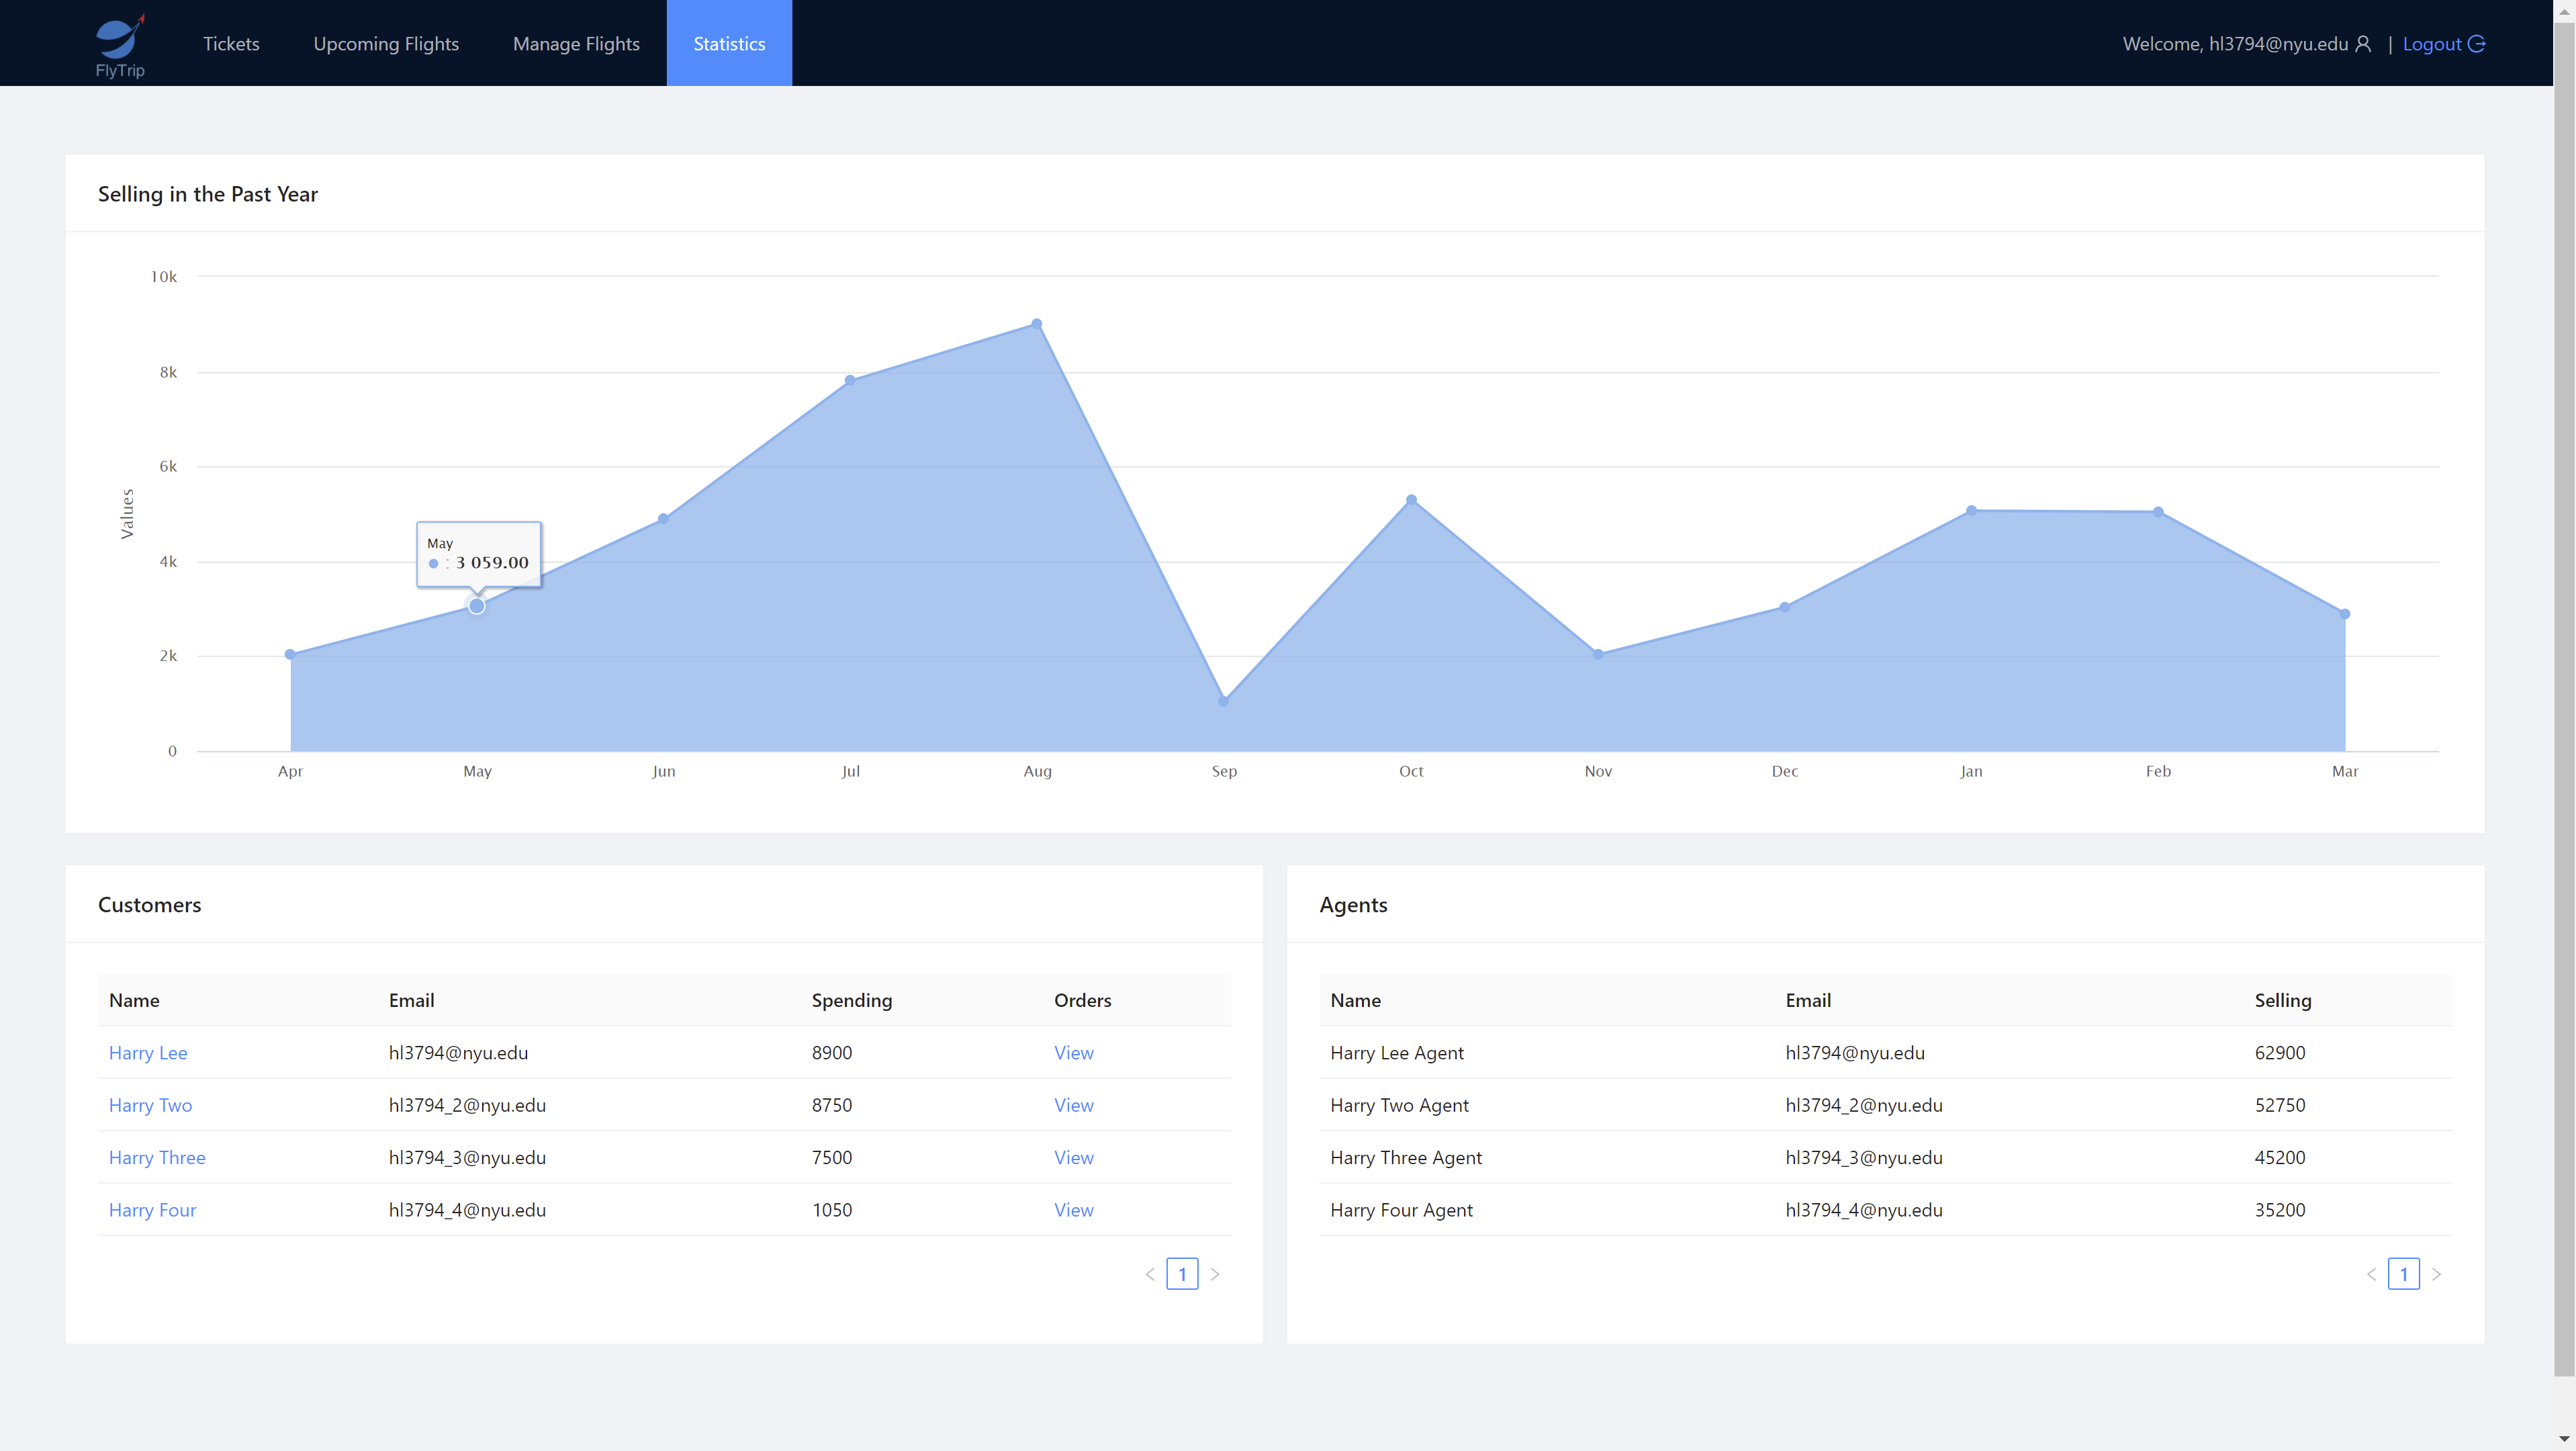 FlyTrip
Tickets Upcoming Flights Manage Flights Statistics Welcome, hl3794@nyu.edu | Logout
Selling in the Past Year
10k
8k
6k
Values
May
: 3 059.00
4k
2k
0
Apr May Jun Jul Aug Sep Oct Nov Dec Jan Feb Mar
Customers
Name Email Spending Orders
Harry Lee hl3794@nyu.edu 8900 View
Harry Two hl3794_2@nyu.edu 8750 View
Harry Three hl3794_3@nyu.edu 7500 View
Harry Four hl3794_4@nyu.edu 1050 View
< 1 >
Agents
Name Email Selling
Harry Lee Agent hl3794@nyu.edu 62900
Harry Two Agent hl3794_2@nyu.edu 52750
Harry Three Agent hl3794_3@nyu.edu 45200
Harry Four Agent hl3794_4@nyu.edu 35200
< 1 >